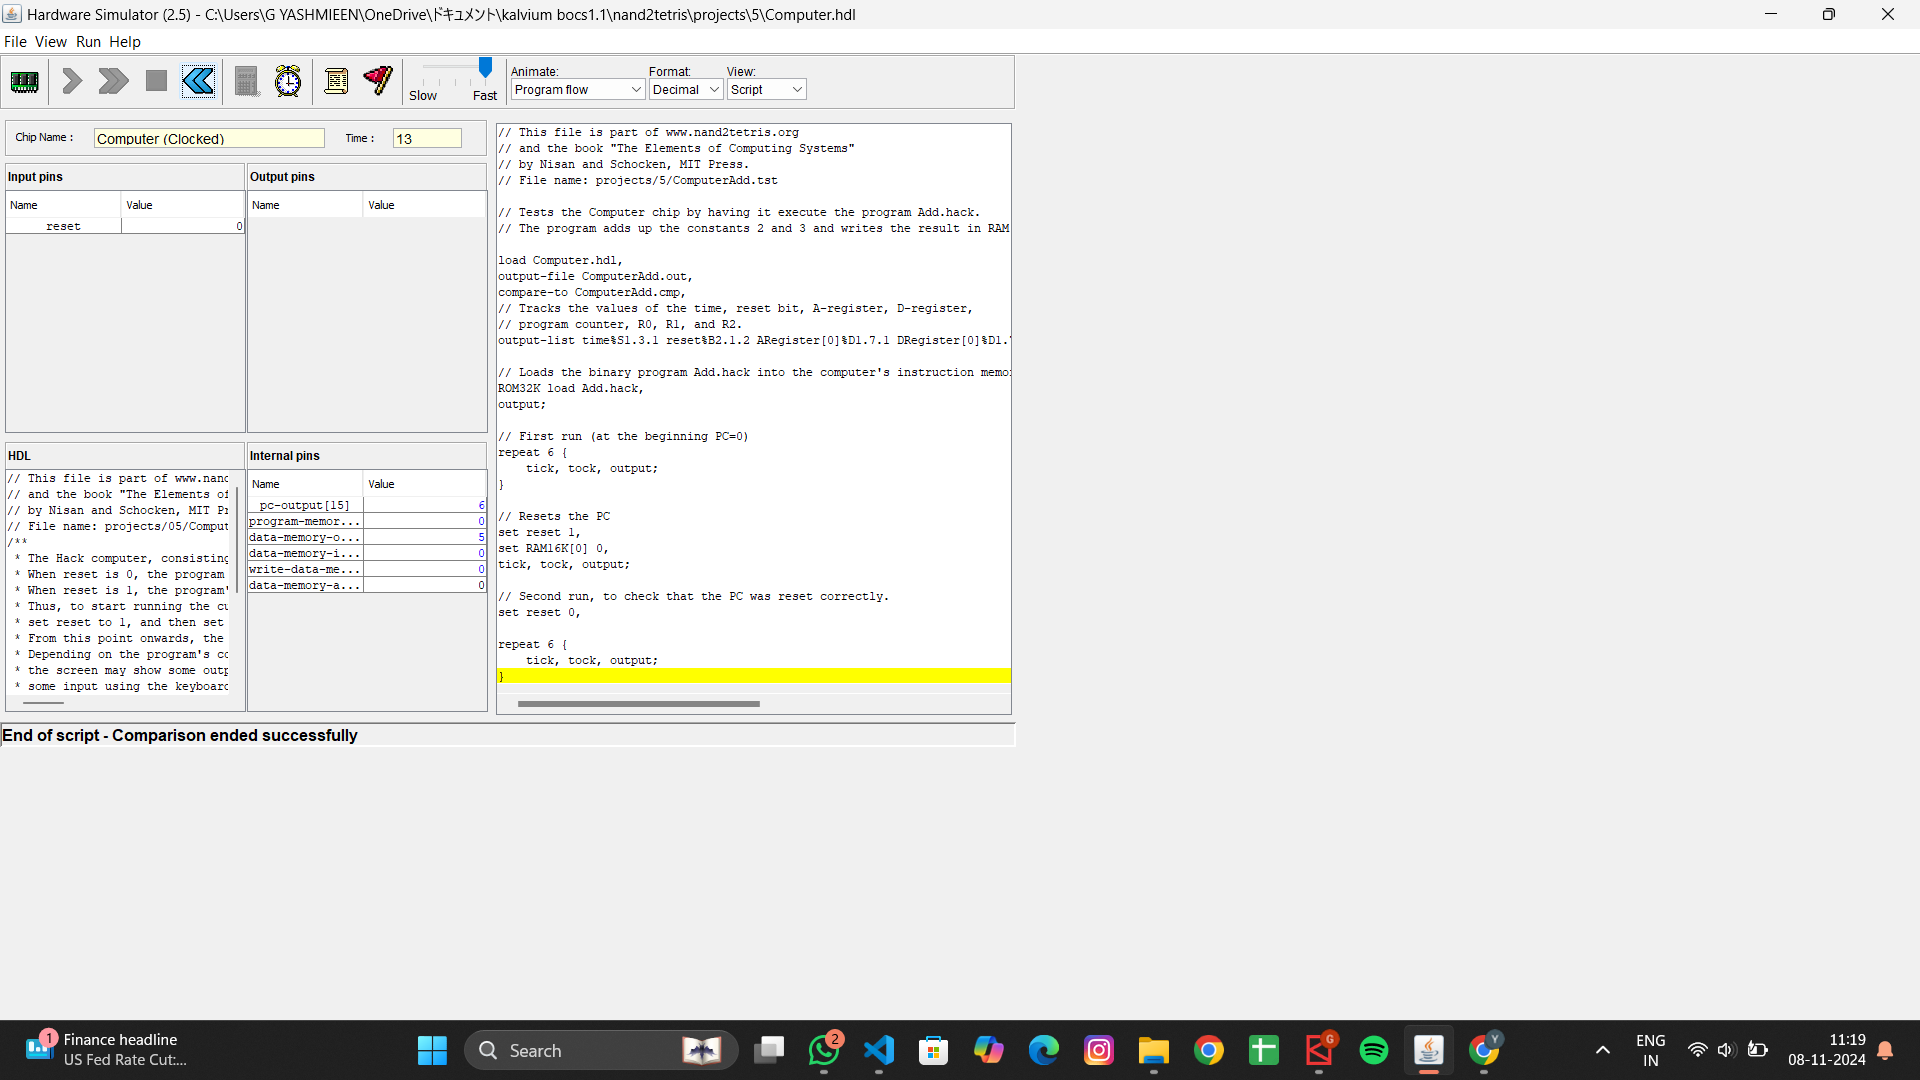 Hardware Simulator (2.5) - C:\Users\G YASHMIEEN\OneDrive\ドキュメント\kalvium bocs1.1\nand2tetris\projects\5\Computer.hdl
File View Run Help
Slow Fast
Animate: Format: View:
Program flow Decimal Script
Chip Name : Computer (Clocked) Time : 13
Input pins
Name Value
reset 0
Output pins
Name Value
HDL
// This file is part of www.nand
// and the book "The Elements of
// by Nisan and Schocken, MIT Pr
// File name: projects/05/Comput
/**
* The Hack computer, consisting
* When reset is 0, the program
* When reset is 1, the program'
* Thus, to start running the cu
* set reset to 1, and then set
* From this point onwards, the
* Depending on the program's co
* the screen may show some outp
* some input using the keyboard
Internal pins
Name Value
pc-output[15] 6
program-memor... 0
data-memory-o... 5
data-memory-i... 0
write-data-me... 0
data-memory-a... 0
// This file is part of www.nand2tetris.org
// and the book "The Elements of Computing Systems"
// by Nisan and Schocken, MIT Press.
// File name: projects/5/ComputerAdd.tst
// Tests the Computer chip by having it execute the program Add.hack.
// The program adds up the constants 2 and 3 and writes the result in RAM
load Computer.hdl,
output-file ComputerAdd.out,
compare-to ComputerAdd.cmp,
// Tracks the values of the time, reset bit, A-register, D-register,
// program counter, R0, R1, and R2.
output-list time%S1.3.1 reset%B2.1.2 ARegister[0]%D1.7.1 DRegister[0]%D1.
// Loads the binary program Add.hack into the computer's instruction memo
ROM32K load Add.hack,
output;
// First run (at the beginning PC=0)
repeat 6 {
tick, tock, output;
}
// Resets the PC
set reset 1,
set RAM16K[0] 0,
tick, tock, output;
// Second run, to check that the PC was reset correctly.
set reset 0,
repeat 6 {
tick, tock, output;
}
End of script - Comparison ended successfully
1
Finance headline
US Fed Rate Cut:...
Search
2
G
Y
ENG
IN
11:19
08-11-2024